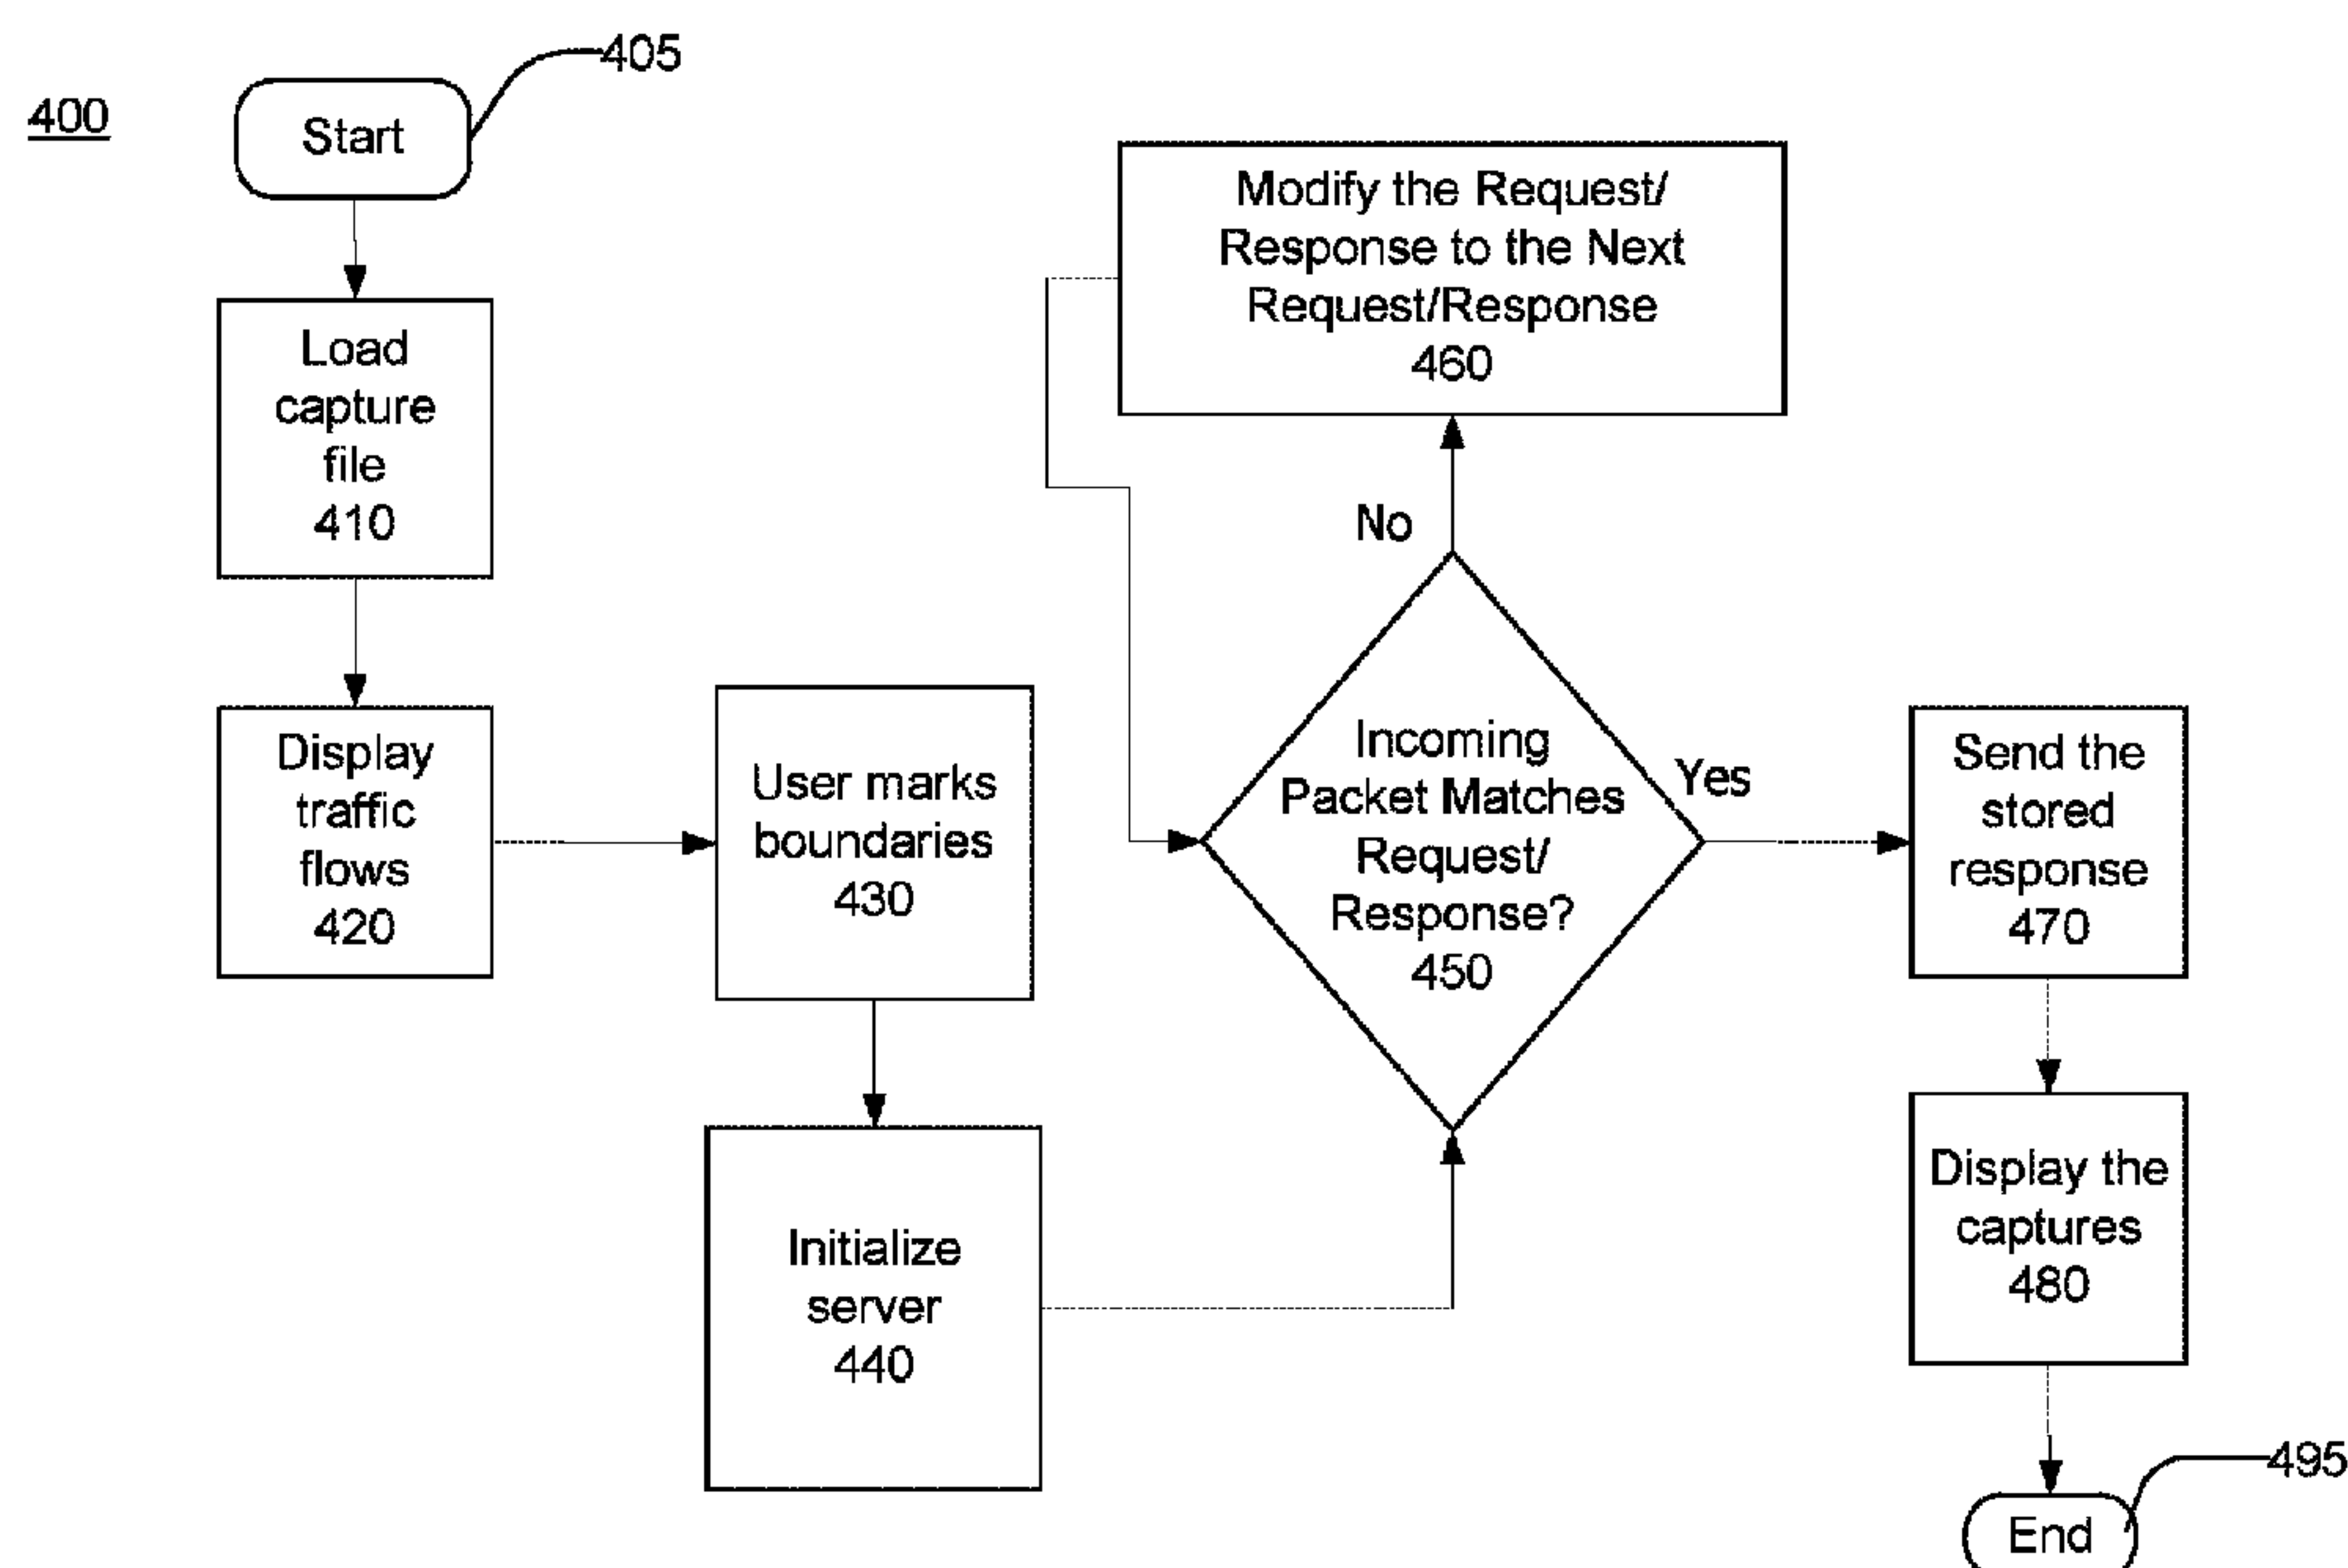 400
Start
405
Load
capture
file
410
Display
traffic
flows
420
User marks
boundaries
430
Initialize
server
440
Modify the Request/
Response to the Next
Request/Response
460
No
Incoming
Packet Matches
Request/
Response?
450
Yes
Send the
stored
response
470
Display the
captures
480
495
End